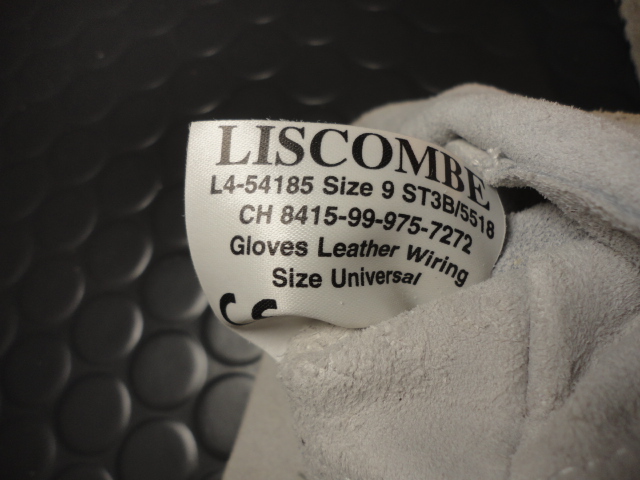 LISCOMBE
L4-54185 Size 9 ST3B/5518
CH 8415-99-975-7272
Gloves Leather Wiring
Size Universal
CE